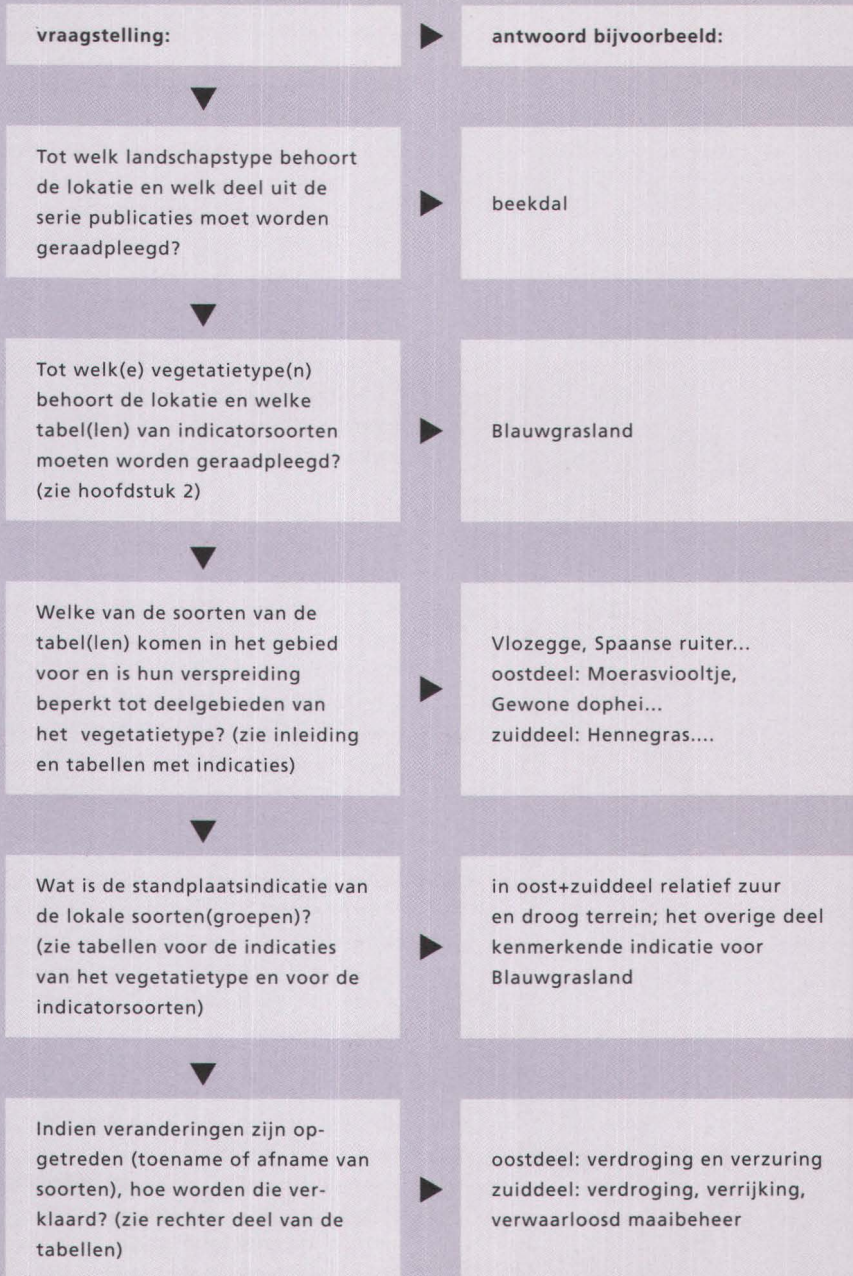 vraagstelling:
antwoord bijvoorbeeld:
Tot welk landschapstype behoort
de lokatie en welk deel uit de
serie publicaties moet worden
geraadpleegd?
beekdal
Tot welk(e) vegetatietype(n)
behoort de lokatie en welke
tabel(len) van indicatorsoorten
moeten worden geraadpleegd?
(zie hoofdstuk 2)
Blauwgrasland
Welke van de soorten van de
tabel(len) komen in het gebied
voor en is hun verspreiding
beperkt tot deelgebieden van
het vegetatietype? (zie inleiding
en tabellen met indicaties)
Vlozegge, Spaanse ruiter...
oostdeel: Moerasviooltje,
Gewone dophei...
zuiddeel: Hennegras....
Wat is de standplaatsindicatie van
de lokale soorten(groepen)?
(zie tabellen voor de indicaties
van het vegetatietype en voor de
indicatorsoorten)
in oost+zuiddeel relatief zuur
en droog terrein; het overige deel
kenmerkende indicatie voor
Blauwgrasland
Indien veranderingen zijn op-
getreden (toename of afname van
soorten), hoe worden die ver-
klaard? (zie rechter deel van de
tabellen)
oostdeel: verdroging en verzuring
zuiddeel: verdroging, verrijking,
verwaarloosd maaibeheer